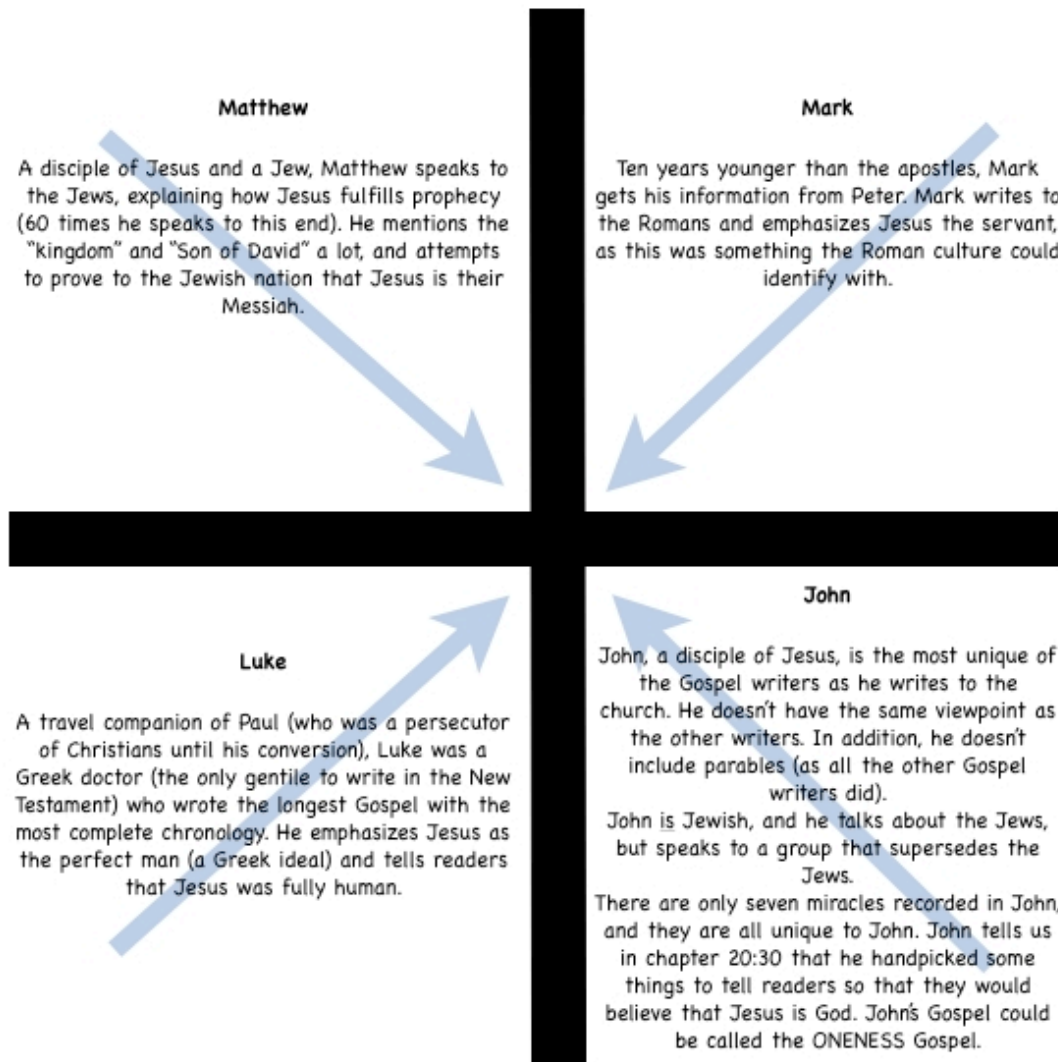 Matthew
A disciple of Jesus and a Jew, Matthew speaks to
the Jews, explaining how Jesus fulfills prophecy
(60 times he speaks to this end). He mentions the
"kingdom" and "Son of David" a lot, and attempts
to prove to the Jewish nation that Jesus is their
Messiah.
Mark
Ten years younger than the apostles, Mark
gets his information from Peter. Mark writes to
the Romans and emphasizes Jesus the servant,
as this was something the Roman culture could
identify with.
Luke
A travel companion of Paul (who was a persecutor
of Christians until his conversion), Luke was a
Greek doctor (the only gentile to write in the New
Testament) who wrote the longest Gospel with the
most complete chronology. He emphasizes Jesus as
the perfect man (a Greek ideal) and tells readers
that Jesus was fully human.
John
John, a disciple of Jesus, is the most unique of
the Gospel writers as he writes to the
church. He doesn't have the same viewpoint as
the other writers. In addition, he doesn't
include parables (as all the other Gospel
writers did).
John is Jewish, and he talks about the Jews,
but speaks to a group that supersedes the
Jews.
There are only seven miracles recorded in John,
and they are all unique to John. John tells us
in chapter 20:30 that he handpicked some
things to tell readers so that they would
believe that Jesus is God. John's Gospel could
be called the ONENESS Gospel.